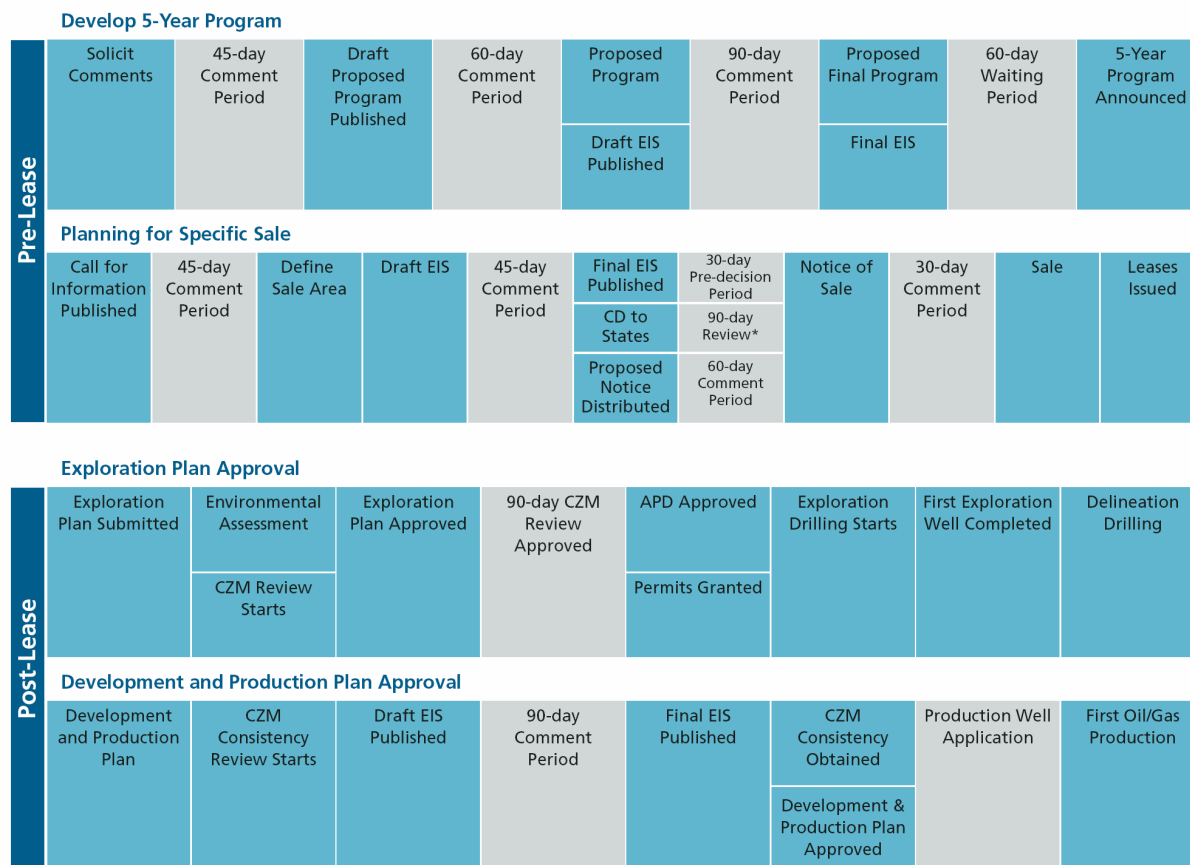 Pre-Lease
Develop 5-Year Program
Solicit
Comments
45-day
Comment
Period
Draft
Proposed
Program
Published
60-day
Comment
Period
Proposed
Program
Draft EIS
Published
90-day
Comment
Period
Proposed
Final Program
Final EIS
60-day
Waiting
Period
5-Year
Program
Announced
Planning for Specific Sale
Call for
Information
Published
45-day
Comment
Period
Define
Sale Area
Draft EIS
45-day
Comment
Period
Final EIS
Published
CD to
States
Proposed
Notice
Distributed
30-day
Pre-decision
Period
90-day
Review*
60-day
Comment
Period
Notice of
Sale
30-day
Comment
Period
Sale
Leases
Issued
Post-Lease
Exploration Plan Approval
Exploration
Plan Submitted
Environmental
Assessment
CZM Review
Starts
Exploration
Plan Approved
90-day CZM
Review
Approved
APD Approved
Permits Granted
Exploration
Drilling Starts
First Exploration
Well Completed
Delineation
Drilling
Development and Production Plan Approval
Development
and Production
Plan
CZM
Consistency
Review Starts
Draft EIS
Published
90-day
Comment
Period
Final EIS
Published
CZM
Consistency
Obtained
Development &
Production Plan
Approved
Production Well
Application
First Oil/Gas
Production